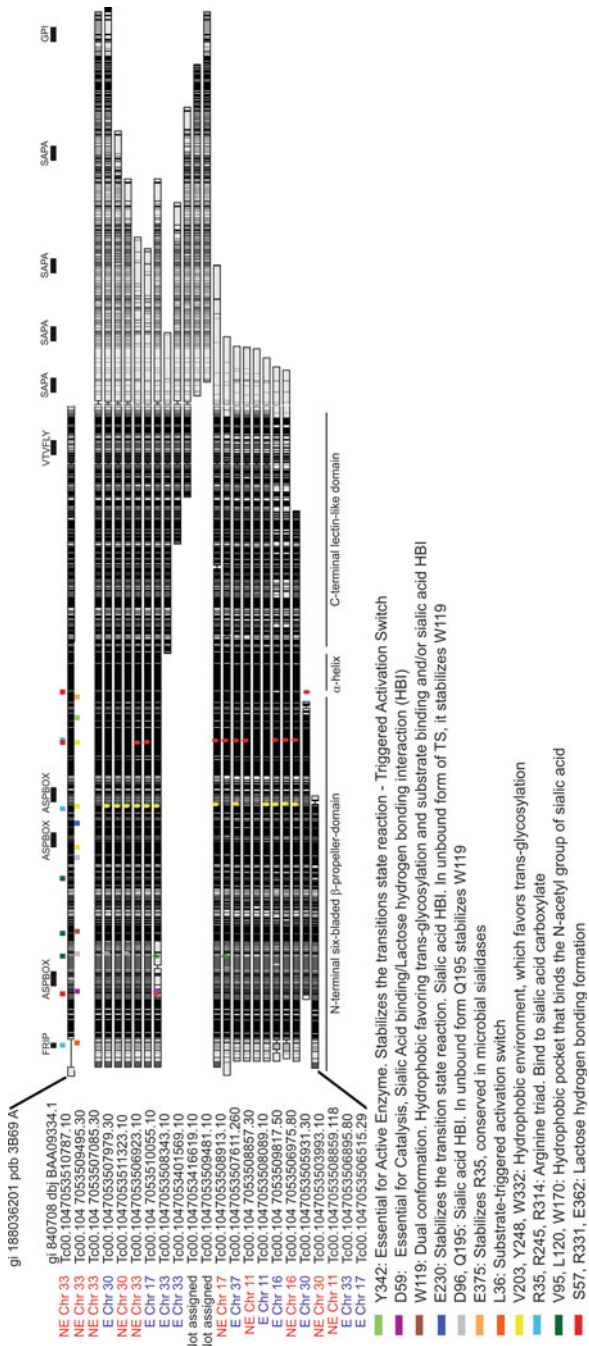 FRIP ASPBOX ASPBOX ASPBOX VTVFLY SAPA SAPA SAPA SAPA GPI
gi 188036201 pdb 3B69 A
gi 840708 dbj BAA09334.1
NE Chr 33 Tc00.1047053510787.10
NE Chr 33 Tc00.104 7053509495.30
NE Chr 33 Tc00.1047053507085.30
E Chr 30 Tc00.1047053507979.30
NE Chr 30 Tc00.1047053511323.10
NE Chr 33 Tc00.1047053506923.10
E Chr 17 Tc00.104 7053510055.10
E Chr 33 Tc00.1047053508343.10
E Chr 33 Tc00.1047053401569.10
Not assigned Tc00.1047053416619.10
Not assigned Tc00.1047053509481.10
NE Chr 17 Tc00.1047053508913.10
E Chr 37 Tc00.1047053507611.260
NE Chr 11 Tc00.1047053508857.30
E Chr 11 Tc00.1047053508089.10
E Chr 16 Tc00.1047053509817.50
NE Chr 16 Tc00.1047053506975.80
E Chr 30 Tc00.1047053505931.30
NE Chr 30 Tc00.1047053503993.10
NE Chr 11 Tc00.1047053508859.118
E Chr 33 Tc00.1047053506895.80
E Chr 17 Tc00.1047053506515.29
N-terminal six-bladed β-propeller-domain α-helix C-terminal lectin-like domain
Y342: Essential for Active Enzyme. Stabilizes the transitions state reaction - Triggered Activation Switch
D59: Essential for Catalysis, Sialic Acid binding/Lactose hydrogen bonding interaction (HBI)
W119: Dual conformation. Hydrophobic favoring trans-glycosylation and substrate binding and/or sialic acid HBI
E230: Stabilizes the transition state reaction. Sialic acid HBI. In unbound form of TS, it stabilizes W119
D96, Q195: Sialic acid HBI. In unbound form Q195 stabilizes W119
E375: Stabilizes R35, conserved in microbial sialidases
L36: Substrate-triggered activation switch
V203, Y248, W332: Hydrophobic environment, which favors trans-glycosylation
R35, R245, R314: Arginine triad. Bind to sialic acid carboxylate
V95, L120, W170: Hydrophobic pocket that binds the N-acetyl group of sialic acid
S57, R331, E362: Lactose hydrogen bonding formation